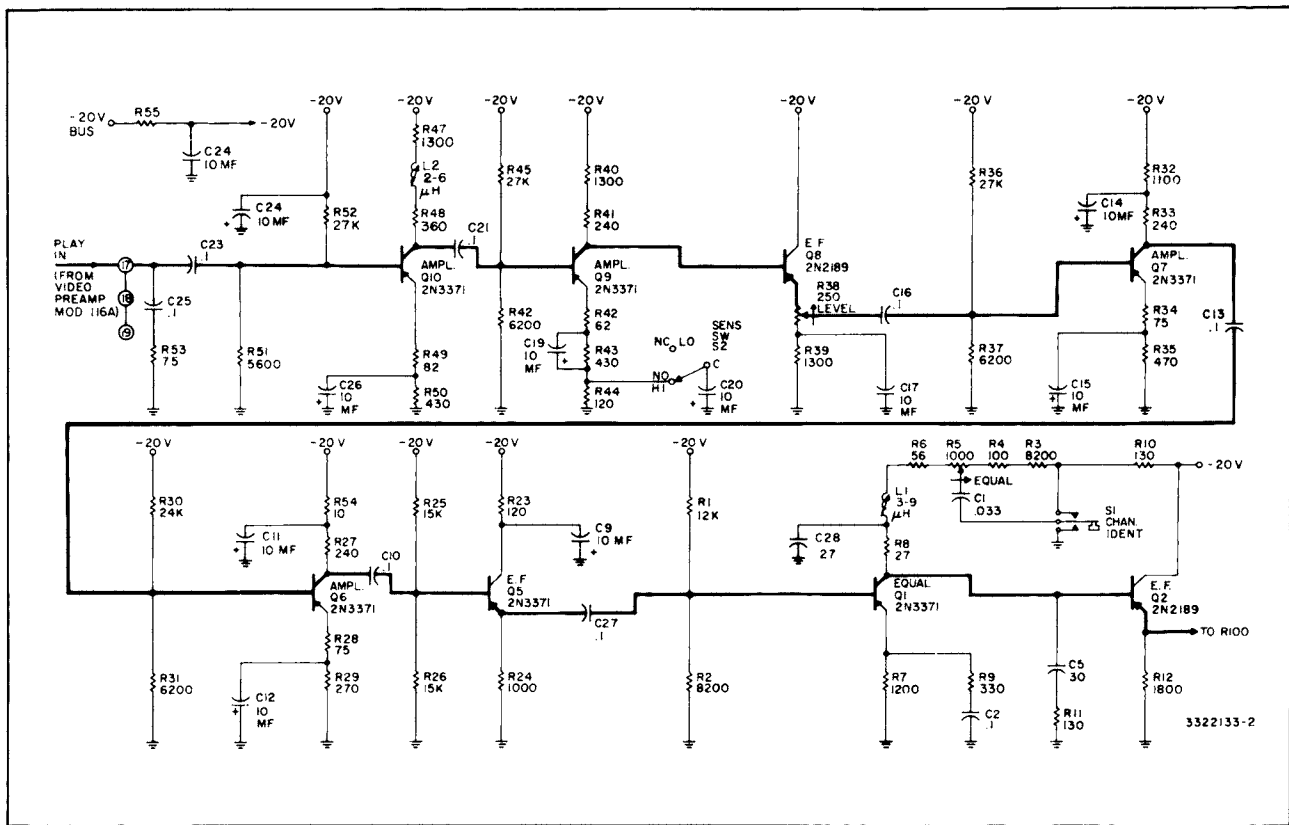 -20V
BUS
R55
-20V
C24
10 MF
-20V
C24
10 MF
+
R52
27K
-20V
R47
1300
L2
2-6
μH
R48
360
-20V
R45
27K
-20V
R40
1300
R41
240
-20V
-20V
R36
27K
-20V
R32
1100
C14
10MF
+
R33
240
PLAY
IN
(FROM
VIDEO
PREAMP
MOD 116A)
17
18
19
C25
.1
R53
75
C23
.1
R51
5600
AMPL.
Q10
2N3371
C21
.1
R49
82
C26
10
MF
+
R50
430
R42
6200
AMPL.
Q9
2N3371
R42
62
C19
10
MF
+
R43
430
R44
120
NC
LO
NO
HI
SENS
SW
S2
C
C20
10
MF
+
E.F
Q8
2N2189
R38
250
LEVEL
R39
1300
C16
.1
C17
10
MF
R37
6200
AMPL.
Q7
2N3371
R34
75
R35
470
C15
10
MF
+
C13
.1
-20V
R30
24K
R31
6200
-20V
R54
10
C11
10 MF
+
R27
240
AMPL.
Q6
2N3371
C10
.1
R28
75
R29
270
C12
10
MF
+
-20V
R25
15K
R26
15K
-20V
R23
120
C9
10 MF
+
E.F
Q5
2N3371
C27
.1
R24
1000
-20V
R1
12K
R2
8200
R6
56
R5
1000
R4
100
R3
8200
R10
130
-20V
EQUAL
C1
.033
S1
CHAN.
IDENT
L1
3-9
μH
C28
27
R8
27
EQUAL
Q1
2N3371
R7
1200
R9
330
C2
.1
C5
30
R11
130
E.F.
Q2
2N2189
TO R100
R12
1800
3322133-2